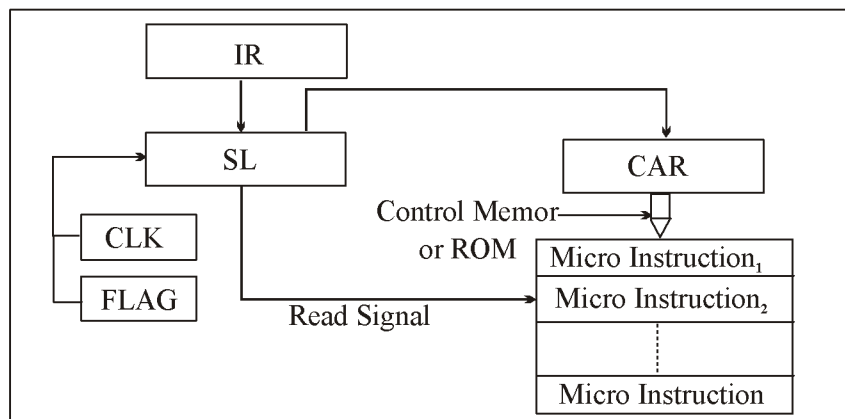 IR
SL
CAR
Control Memor
or ROM
CLK
FLAG
Read Signal
Micro Instruction₁
Micro Instruction₂
Micro Instruction